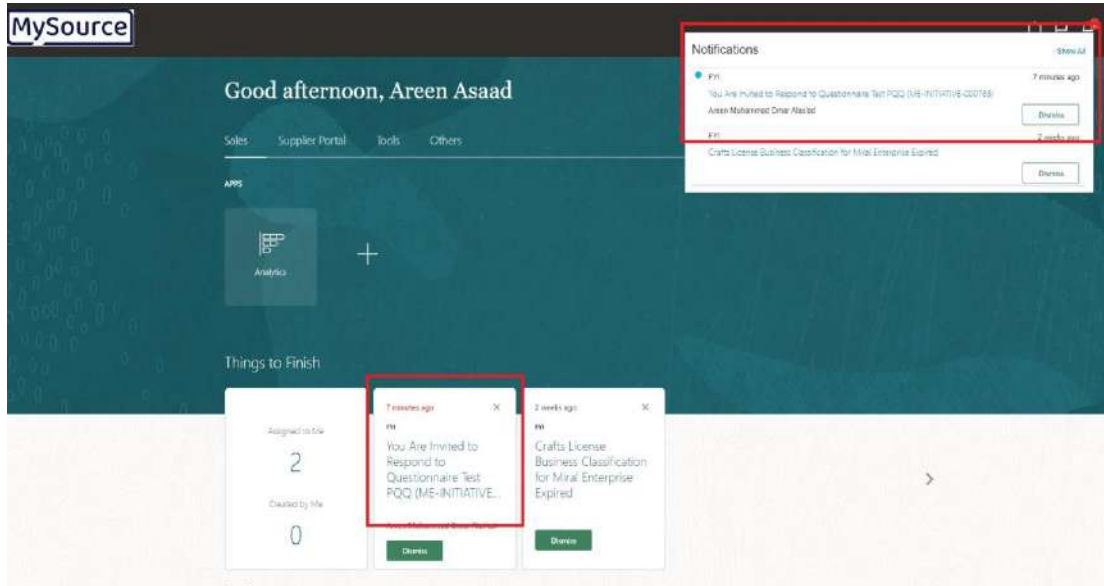 MySource
Notifications
Show All
FYI
7 minutes ago
You Are Invited to Respond to Questionnaire Test PQQ (ME-INITIATIVE-000788)
Areen Muhammed Omar
Dismiss
FYI
2 weeks ago
Crafts License Business Classification for Miral Enterprise Expired
Dismiss
Good afternoon, Areen Asaad
Sales Supplier Portal Tools Others
APPS
Analytics
Things to Finish
Assigned to Me
2
Created by Me
0
7 minutes ago
FYI
You Are Invited to
Respond to
Questionnaire Test
PQQ (ME-INITIATIVE...
Dismiss
2 weeks ago
FYI
Crafts License
Business Classification
for Miral Enterprise
Expired
Dismiss